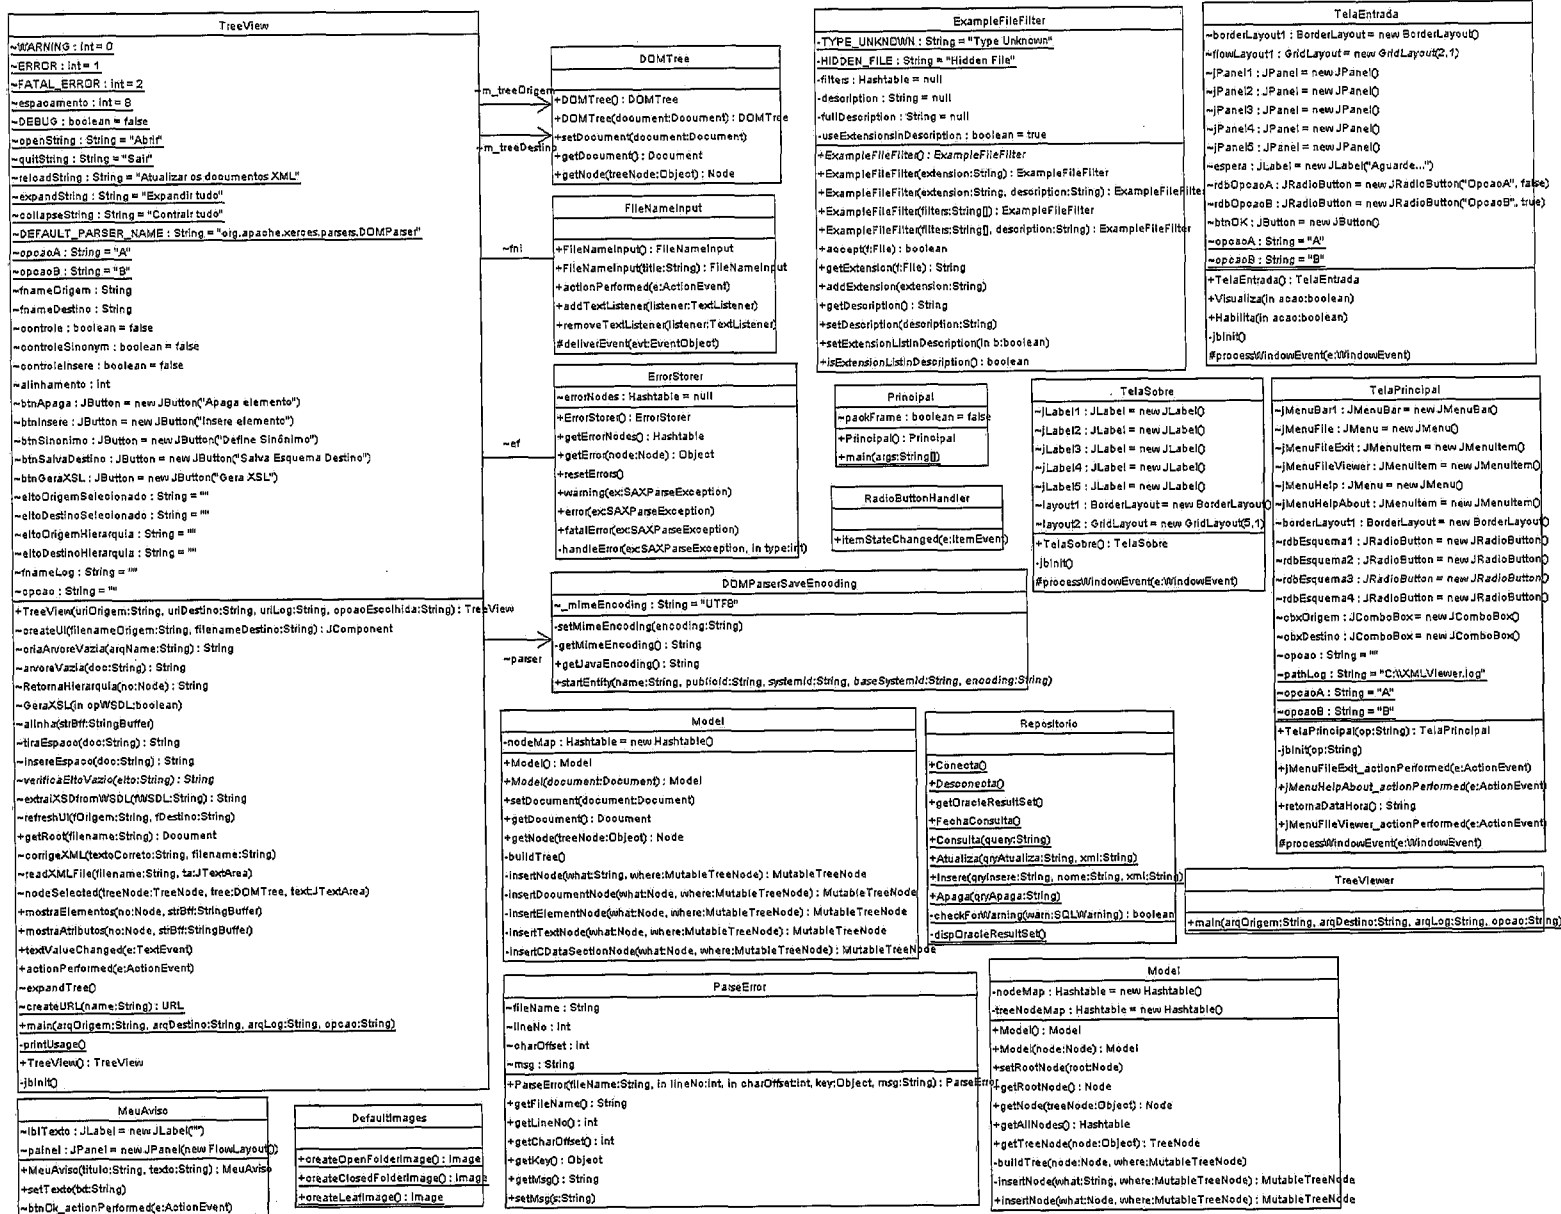 TreeView
~WARNING : int = 0
~ERROR : int = 1
~FATAL_ERROR : int = 2
~espacamento : int = 8
~DEBUG : boolean = false
~openString : String = "Abrir"
~quitString : String = "Sair"
~reloadString : String = "Atualizar os documentos XML"
~expandString : String = "Expandir tudo"
~collapseString : String = "Contrair tudo"
~DEFAULT_PARSER_NAME : String = "org.apache.xerces.parsers.DOMParser"
~opcaoA : String = "A"
~opcaoB : String = "B"
~fnameOrigem : String
~fnameDestino : String
~controle : boolean = false
~controleSinonym : boolean = false
~controleInsere : boolean = false
~alinhamento : int
~btnApaga : JButton = new JButton("Apaga elemento")
~btnInsere : JButton = new JButton("Insere elemento")
~btnSinonimo : JButton = new JButton("Define Sinônimo")
~btnSalvaDestino : JButton = new JButton("Salva Esquema Destino")
~btnGeraXSL : JButton = new JButton("Gera XSL")
~eltoOrigemSelecionado : String = ""
~eltoDestinoSelecionado : String = ""
~eltoOrigemHierarquia : String = ""
~eltoDestinoHierarquia : String = ""
~fnameLog : String = ""
~opcao : String = ""
+TreeView(uriOrigem:String, uriDestino:String, uriLog:String, opcaoEscolhida:String) : TreeView
~createUI(filenameOrigem:String, filenameDestino:String) : JComponent
~criaArvoreVazia(arqName:String) : String
~arvoreVazia(doc:String) : String
~RetornaHierarquia(no:Node) : String
~GeraXSL(in opWSDL:boolean)
~alinha(strBff:StringBuffer)
~tiraEspaco(doc:String) : String
~insereEspaco(doc:String) : String
~verificaEltoVazio(elto:String) : String
~extraiXSDfromWSDL(fWSDL:String) : String
~refreshUI(fOrigem:String, fDestino:String)
+getRoot(filename:String) : Document
~corrigeXML(textoCorreto:String, filename:String)
~readXMLFile(filename:String, ta:JTextArea)
~nodeSelected(treeNode:TreeNode, tree:DOMTree, text:JTextArea)
+mostraElementos(no:Node, strBff:StringBuffer)
+mostraAtributos(no:Node, strBff:StringBuffer)
+textValueChanged(e:TextEvent)
+actionPerformed(e:ActionEvent)
~expandTree()
~createURL(name:String) : URL
+main(arqOrigem:String, arqDestino:String, arqLog:String, opcao:String)
-printUsage()
+TreeView() : TreeView
-jbInit()
~m_treeOrigem
~m_treeDestino
~fni
~ef
~parser
DOMTree
+DOMTree() : DOMTree
+DOMTree(document:Document) : DOMTree
+setDocument(document:Document)
+getDocument() : Document
+getNode(treeNode:Object) : Node
FileNameInput
+FileNameInput() : FileNameInput
+FileNameInput(title:String) : FileNameInput
+actionPerformed(e:ActionEvent)
+addTextListener(listener:TextListener)
+removeTextListener(listener:TextListener)
#deliverEvent(evt:EventObject)
ErrorStorer
~errorNodes : Hashtable = null
+ErrorStorer() : ErrorStorer
+getErrorNodes() : Hashtable
+getError(node:Node) : Object
+resetErrors()
+warning(ex:SAXParseException)
+error(ex:SAXParseException)
+fatalError(ex:SAXParseException)
-handleError(ex:SAXParseException, in type:int)
DOMParserSaveEncoding
~_mimeEncoding : String = "UTF8"
-setMimeEncoding(encoding:String)
-getMimeEncoding() : String
+getJavaEncoding() : String
+startEntity(name:String, publicId:String, systemId:String, baseSystemId:String, encoding:String)
ExampleFileFilter
-TYPE_UNKNOWN : String = "Type Unknown"
-HIDDEN_FILE : String = "Hidden File"
-filters : Hashtable = null
-description : String = null
-fullDescription : String = null
-useExtensionsInDescription : boolean = true
+ExampleFileFilter() : ExampleFileFilter
+ExampleFileFilter(extension:String) : ExampleFileFilter
+ExampleFileFilter(extension:String, description:String) : ExampleFileFilter
+ExampleFileFilter(filters:String[]) : ExampleFileFilter
+ExampleFileFilter(filters:String[], description:String) : ExampleFileFilter
+accept(f:File) : boolean
+getExtension(f:File) : String
+addExtension(extension:String)
+getDescription() : String
+setDescription(description:String)
+setExtensionListInDescription(in b:boolean)
+isExtensionListInDescription() : boolean
TelaEntrada
~borderLayout1 : BorderLayout = new BorderLayout()
~flowLayout1 : GridLayout = new GridLayout(2,1)
~jPanel1 : JPanel = new JPanel()
~jPanel2 : JPanel = new JPanel()
~jPanel3 : JPanel = new JPanel()
~jPanel4 : JPanel = new JPanel()
~jPanel5 : JPanel = new JPanel()
~espera : JLabel = new JLabel("Aguarde...")
~rdbOpcaoA : JRadioButton = new JRadioButton("OpcaoA", false)
~rdbOpcaoB : JRadioButton = new JRadioButton("OpcaoB", true)
~btnOK : JButton = new JButton()
~opcaoA : String = "A"
~opcaoB : String = "B"
+TelaEntrada() : TelaEntrada
+Visualiza(in acao:boolean)
+Habilita(in acao:boolean)
-jbInit()
#processWindowEvent(e:WindowEvent)
Principal
~packFrame : boolean = false
+Principal() : Principal
+main(args:String[])
RadioButtonHandler
+itemStateChanged(e:ItemEvent)
TelaSobre
~jLabel1 : JLabel = new JLabel()
~jLabel2 : JLabel = new JLabel()
~jLabel3 : JLabel = new JLabel()
~jLabel4 : JLabel = new JLabel()
~jLabel5 : JLabel = new JLabel()
~layout1 : BorderLayout = new BorderLayout()
~layout2 : GridLayout = new GridLayout(5,1)
+TelaSobre() : TelaSobre
-jbInit()
#processWindowEvent(e:WindowEvent)
TelaPrincipal
~jMenuBar1 : JMenuBar = new JMenuBar()
~jMenuFile : JMenu = new JMenu()
~jMenuFileExit : JMenuItem = new JMenuItem()
~jMenuFileViewer : JMenuItem = new JMenuItem()
~jMenuHelp : JMenu = new JMenu()
~jMenuHelpAbout : JMenuItem = new JMenuItem()
~borderLayout1 : BorderLayout = new BorderLayout()
~rdbEsquema1 : JRadioButton = new JRadioButton()
~rdbEsquema2 : JRadioButton = new JRadioButton()
~rdbEsquema3 : JRadioButton = new JRadioButton()
~rdbEsquema4 : JRadioButton = new JRadioButton()
~cbxOrigem : JComboBox = new JComboBox()
~cbxDestino : JComboBox = new JComboBox()
~opcao : String = ""
~pathLog : String = "C:\\XMLViewer.log"
~opcaoA : String = "A"
~opcaoB : String = "B"
+TelaPrincipal(op:String) : TelaPrincipal
-jbInit(op:String)
+jMenuFileExit_actionPerformed(e:ActionEvent)
+jMenuHelpAbout_actionPerformed(e:ActionEvent)
+retornaDataHora() : String
+jMenuFileViewer_actionPerformed(e:ActionEvent)
#processWindowEvent(e:WindowEvent)
Model
-nodeMap : Hashtable = new Hashtable()
+Model() : Model
+Model(document:Document) : Model
+setDocument(document:Document)
+getDocument() : Document
+getNode(treeNode:Object) : Node
-buildTree()
-insertNode(what:String, where:MutableTreeNode) : MutableTreeNode
-insertDocumentNode(what:Node, where:MutableTreeNode) : MutableTreeNode
-insertElementNode(what:Node, where:MutableTreeNode) : MutableTreeNode
-insertTextNode(what:Node, where:MutableTreeNode) : MutableTreeNode
-insertCDataSectionNode(what:Node, where:MutableTreeNode) : MutableTreeNode
Repositorio
+Conecta()
+Desconecta()
+getOracleResultSet()
+FechaConsulta()
+Consulta(query:String)
+Atualiza(qryAtualiza:String, xml:String)
+Insere(qryInsere:String, nome:String, xml:String)
+Apaga(qryApaga:String)
-checkForWarning(warn:SQLWarning) : boolean
-dispOracleResultSet()
TreeViewer
+main(arqOrigem:String, arqDestino:String, arqLog:String, opcao:String)
ParseError
~fileName : String
~lineNo : int
~charOffset : int
~msg : String
+ParseError(fileName:String, in lineNo:int, in charOffset:int, key:Object, msg:String) : ParseError
+getFileName() : String
+getLineNo() : int
+getCharOffset() : int
+getKey() : Object
+getMsg() : String
+setMsg(s:String)
Model
-nodeMap : Hashtable = new Hashtable()
-treeNodeMap : Hashtable = new Hashtable()
+Model() : Model
+Model(node:Node) : Model
+setRootNode(root:Node)
+getRootNode() : Node
+getNode(treeNode:Object) : Node
+getAllNodes() : Hashtable
+getTreeNode(node:Object) : TreeNode
-buildTree(node:Node, where:MutableTreeNode)
-insertNode(what:String, where:MutableTreeNode) : MutableTreeNode
+insertNode(what:Node, where:MutableTreeNode) : MutableTreeNode
MeuAviso
~lblTexto : JLabel = new JLabel("")
~painel : JPanel = new JPanel(new FlowLayout())
+MeuAviso(titulo:String, texto:String) : MeuAviso
+setTexto(txt:String)
~btnOk_actionPerformed(e:ActionEvent)
DefaultImages
+createOpenFolderImage() : Image
+createClosedFolderImage() : Image
+createLeafImage() : Image